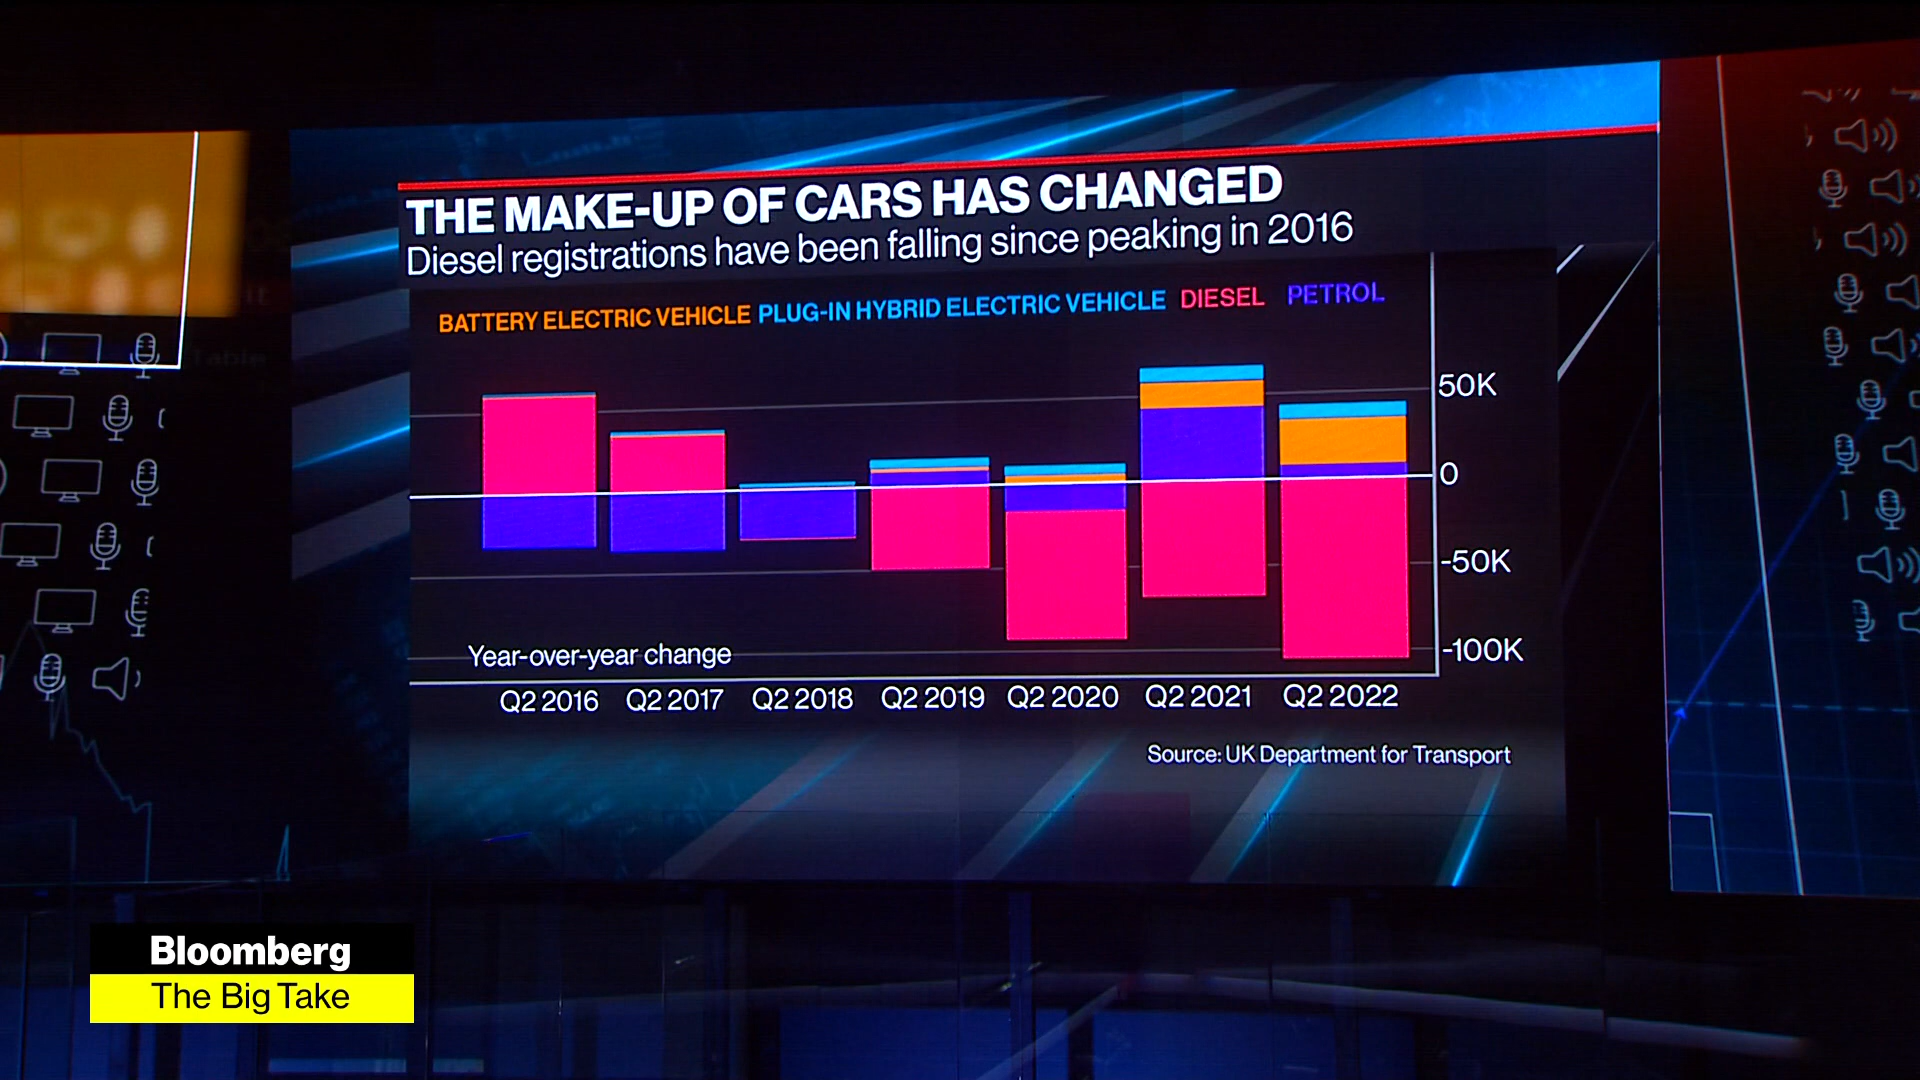 THE MAKE-UP OF CARS HAS CHANGED
Diesel registrations have been falling since peaking in 2016
BATTERY ELECTRIC VEHICLE PLUG-IN HYBRID ELECTRIC VEHICLE DIESEL PETROL
50K
0
-50K
-100K
Year-over-year change
Q2 2016 Q2 2017 Q2 2018 Q2 2019 Q2 2020 Q2 2021 Q2 2022
Source: UK Department for Transport
Bloomberg
The Big Take